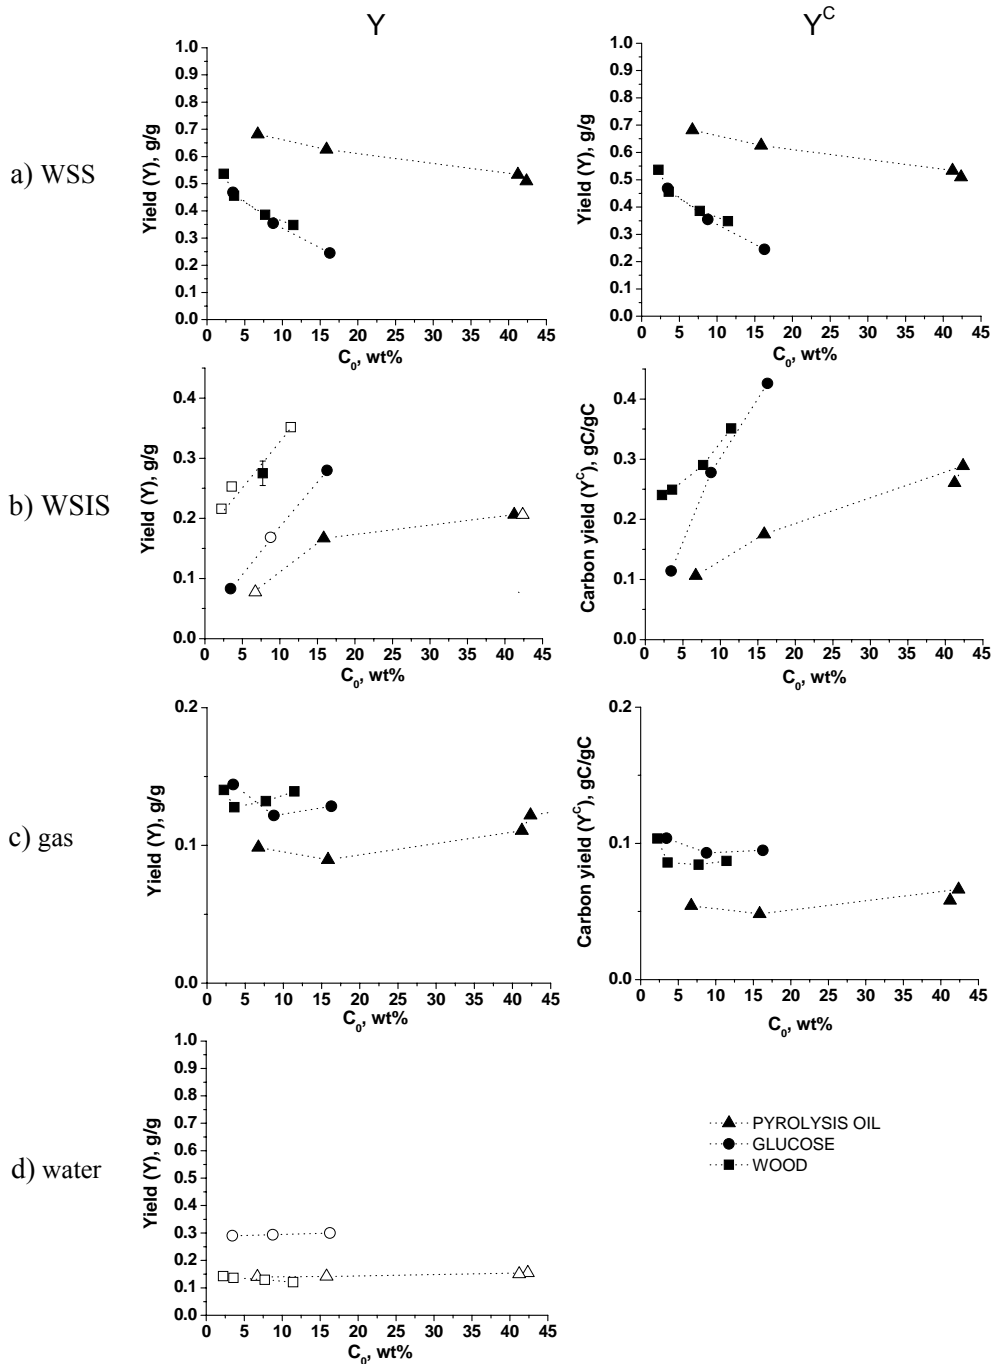 Y
Y^C
a) WSS
Yield (Y), g/g
1.0
0.9
0.8
0.7
0.6
0.5
0.4
0.3
0.2
0.1
0.0
0 5 10 15 20 25 30 35 40 45
C₀, wt%
Yield (Y), g/g
1.0
0.9
0.8
0.7
0.6
0.5
0.4
0.3
0.2
0.1
0.0
0 5 10 15 20 25 30 35 40 45
C₀, wt%
b) WSIS
Yield (Y), g/g
0.4
0.3
0.2
0.1
0.0
0 5 10 15 20 25 30 35 40 45
C₀, wt%
Carbon yield (Y^C), gC/gC
0.4
0.3
0.2
0.1
0.0
0 5 10 15 20 25 30 35 40 45
C₀, wt%
c) gas
Yield (Y), g/g
0.2
0.1
0.0
0 5 10 15 20 25 30 35 40 45
C₀, wt%
Carbon yield (Y^C), gC/gC
0.2
0.1
0.0
0 5 10 15 20 25 30 35 40 45
C₀, wt%
d) water
Yield (Y), g/g
1.0
0.9
0.8
0.7
0.6
0.5
0.4
0.3
0.2
0.1
0.0
0 5 10 15 20 25 30 35 40 45
C₀, wt%
PYROLYSIS OIL
GLUCOSE
WOOD